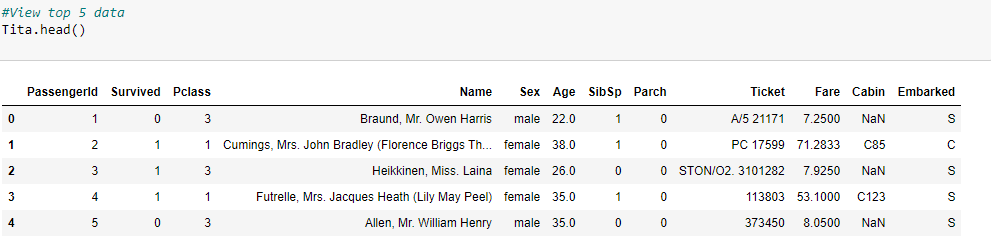 #View top 5 data
Tita.head()
PassengerId Survived Pclass Name Sex Age SibSp Parch Ticket Fare Cabin Embarked
0 1 0 3 Braund, Mr. Owen Harris male 22.0 1 0 A/5 21171 7.2500 NaN S
1 2 1 1 Cumings, Mrs. John Bradley (Florence Briggs Th... female 38.0 1 0 PC 17599 71.2833 C85 C
2 3 1 3 Heikkinen, Miss. Laina female 26.0 0 0 STON/O2. 3101282 7.9250 NaN S
3 4 1 1 Futrelle, Mrs. Jacques Heath (Lily May Peel) female 35.0 1 0 113803 53.1000 C123 S
4 5 0 3 Allen, Mr. William Henry male 35.0 0 0 373450 8.0500 NaN S